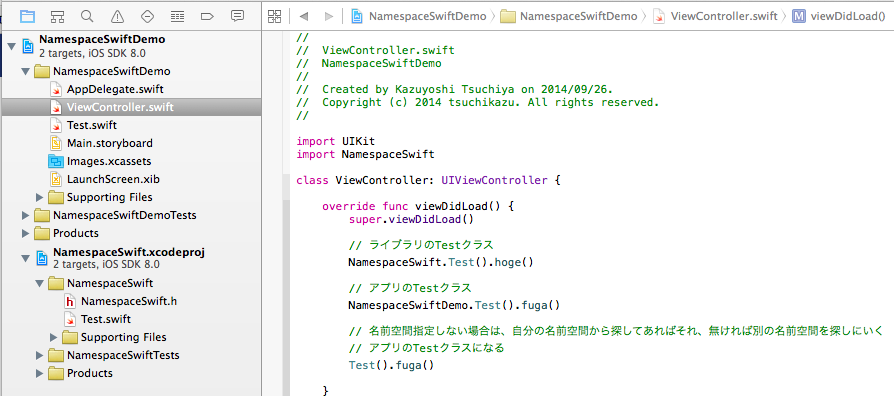 NamespaceSwiftDemo
2 targets, iOS SDK 8.0
NamespaceSwiftDemo
AppDelegate.swift
ViewController.swift
Test.swift
Main.storyboard
Images.xcassets
LaunchScreen.xib
Supporting Files
NamespaceSwiftDemoTests
Products
NamespaceSwift.xcodeproj
2 targets, iOS SDK 8.0
NamespaceSwift
h NamespaceSwift.h
Test.swift
Supporting Files
NamespaceSwiftTests
Products
NamespaceSwiftDemo NamespaceSwiftDemo ViewController.swift M viewDidLoad()
//
//  ViewController.swift
//  NamespaceSwiftDemo
//
//  Created by Kazuyoshi Tsuchiya on 2014/09/26.
//  Copyright (c) 2014 tsuchikazu. All rights reserved.
//
import UIKit
import NamespaceSwift
class ViewController: UIViewController {
override func viewDidLoad() {
super.viewDidLoad()
// ライブラリのTestクラス
NamespaceSwift.Test().hoge()
// アプリのTestクラス
NamespaceSwiftDemo.Test().fuga()
// 名前空間指定しない場合は、自分の名前空間から探してあればそれ、無ければ別の名前空間を探しにいく
// アプリのTestクラスになる
Test().fuga()
}